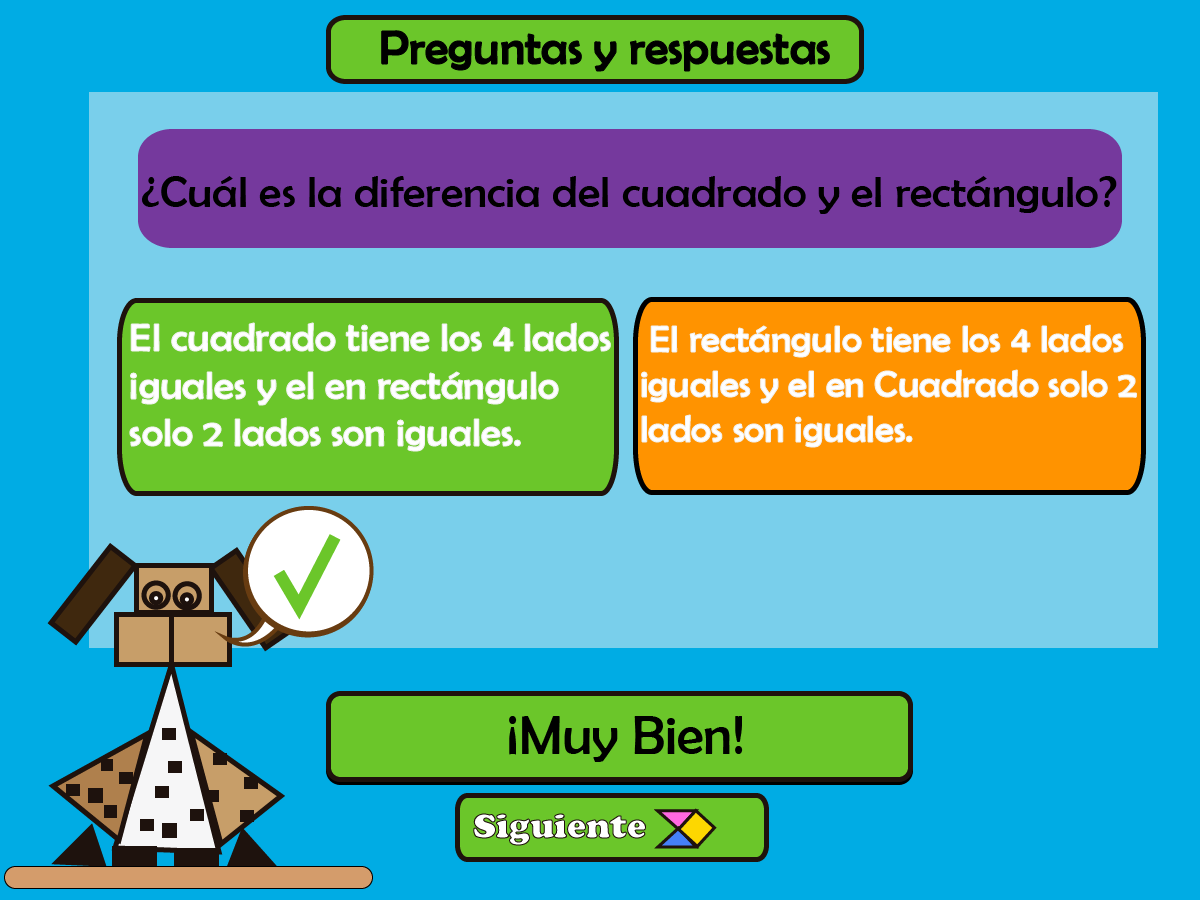 Preguntas y respuestas
¿Cuál es la diferencia del cuadrado y el rectángulo?
El cuadrado tiene los 4 lados
iguales y el en rectángulo
solo 2 lados son iguales.
El rectángulo tiene los 4 lados
iguales y el en Cuadrado solo 2
lados son iguales.
¡Muy Bien!
Siguiente